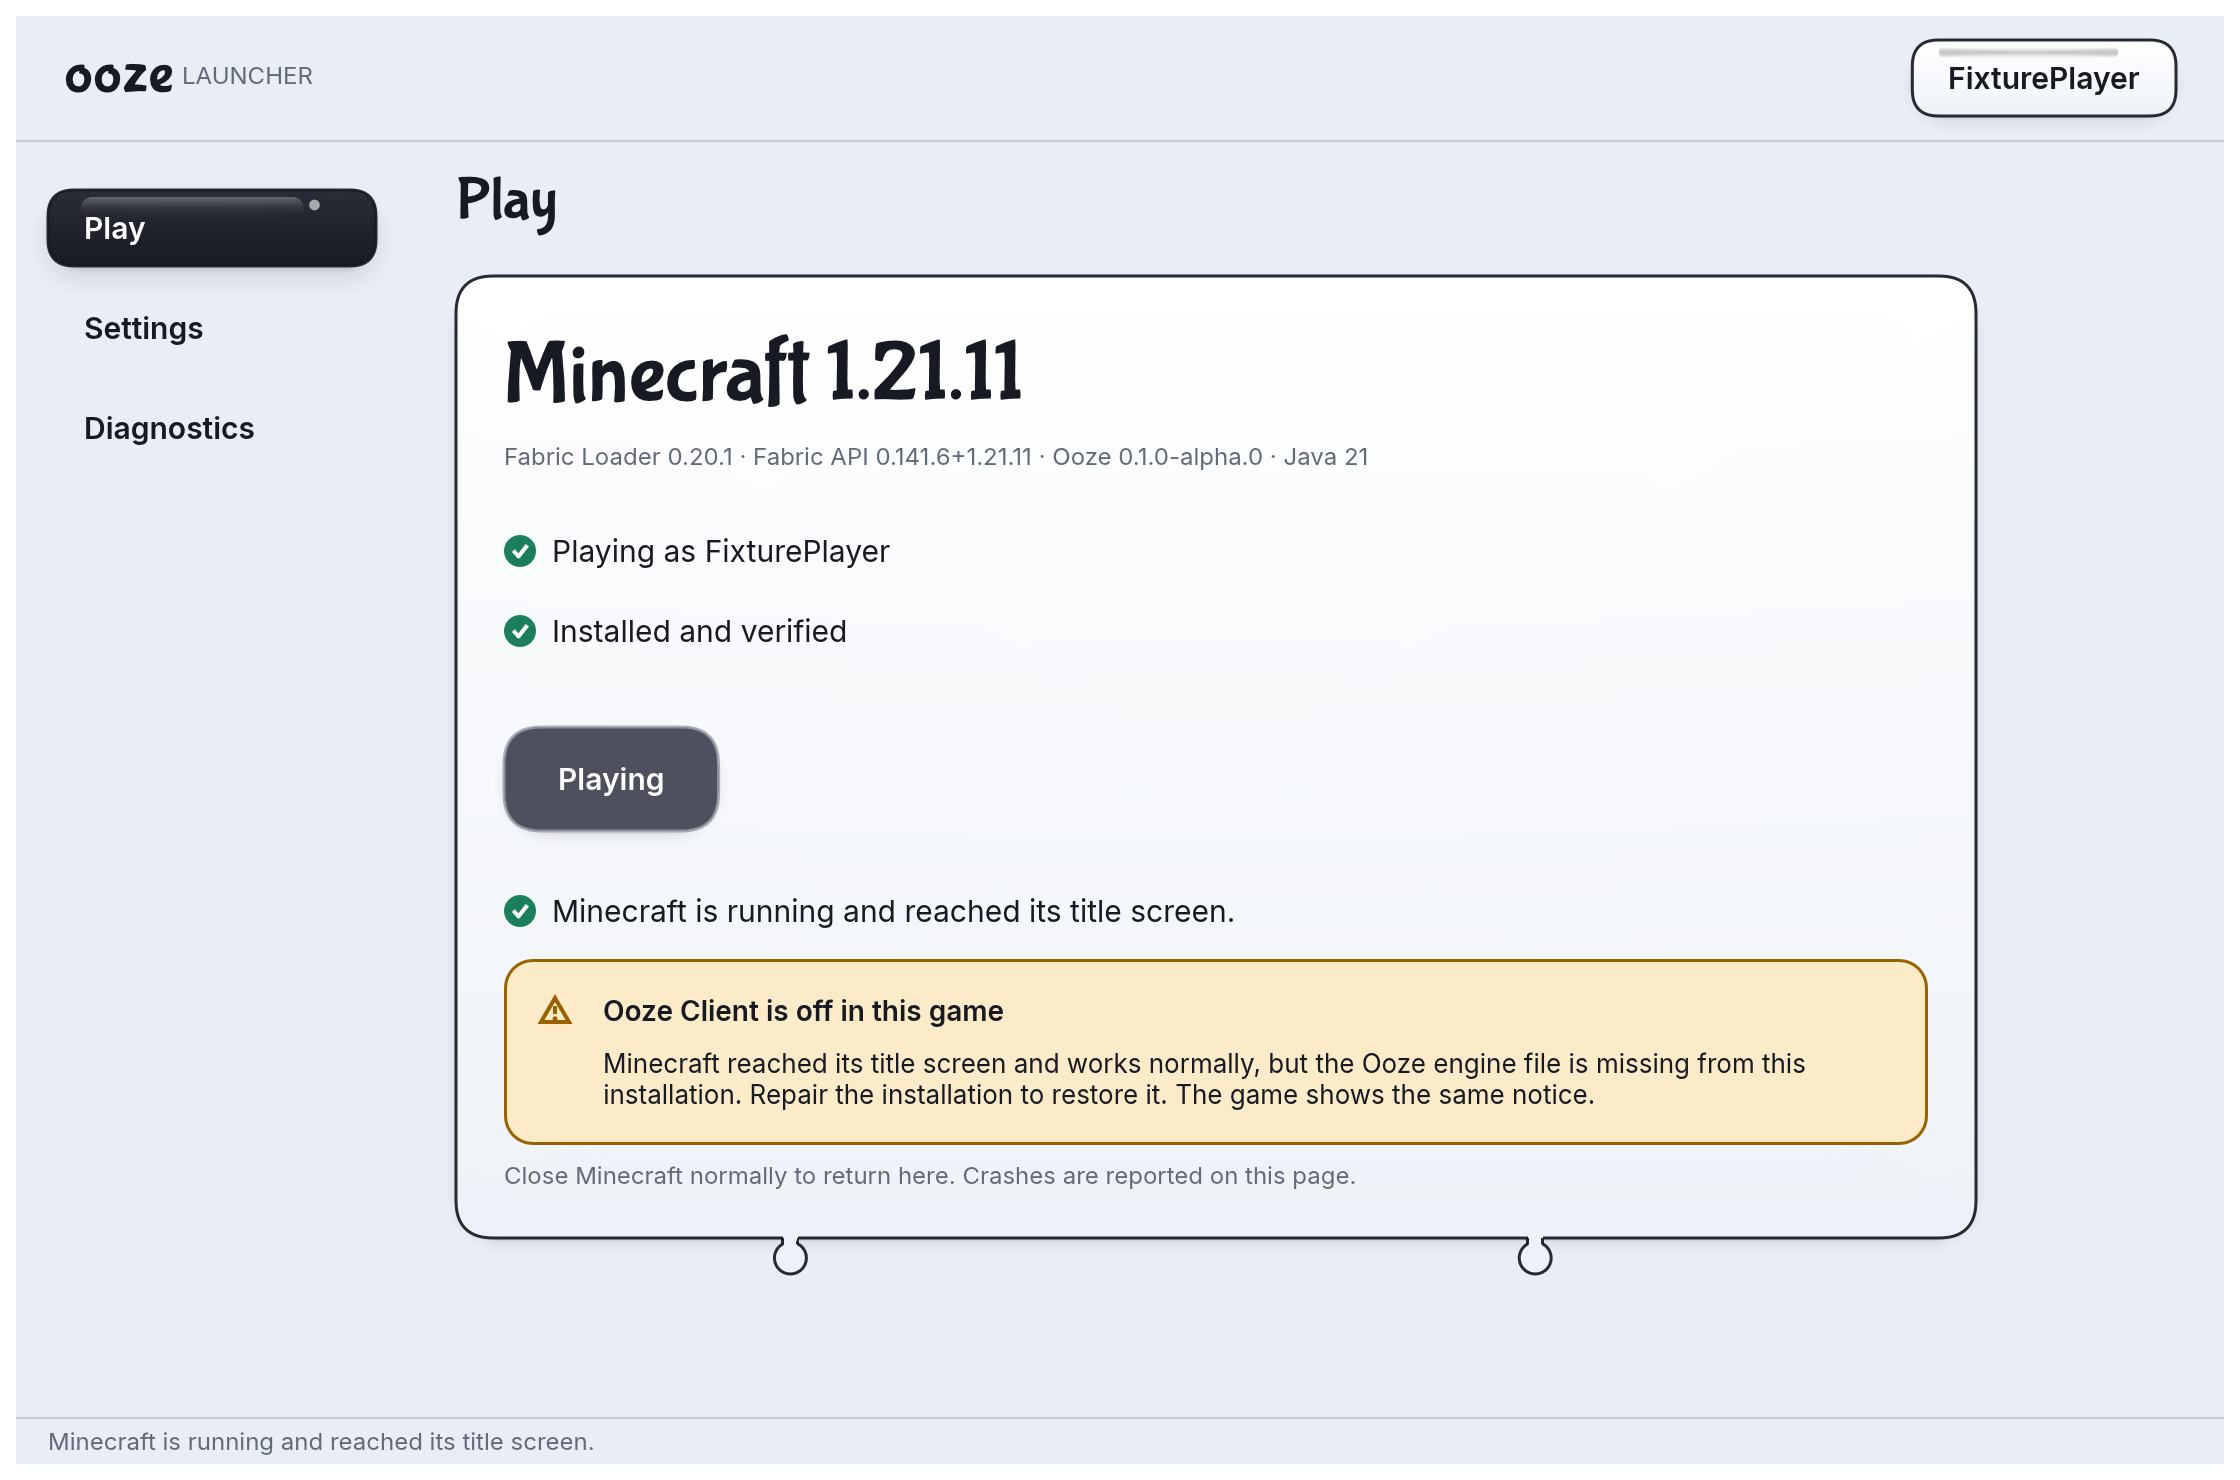 ooze LAUNCHER
FixturePlayer
Play
Settings
Diagnostics
Play
Minecraft 1.21.11
Fabric Loader 0.20.1 · Fabric API 0.141.6+1.21.11 · Ooze 0.1.0-alpha.0 · Java 21
Playing as FixturePlayer
Installed and verified
Playing
Minecraft is running and reached its title screen.
Ooze Client is off in this game
Minecraft reached its title screen and works normally, but the Ooze engine file is missing from this
installation. Repair the installation to restore it. The game shows the same notice.
Close Minecraft normally to return here. Crashes are reported on this page.
Minecraft is running and reached its title screen.